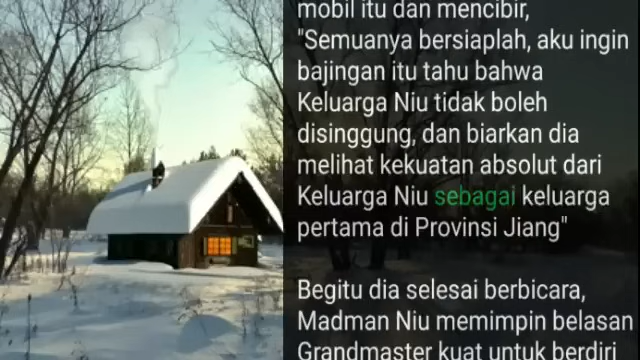 mobil itu dan mencibir,
"Semuanya bersiaplah, aku ingin
bajingan itu tahu bahwa
Keluarga Niu tidak boleh
disinggung, dan biarkan dia
melihat kekuatan absolut dari
Keluarga Niu sebagai keluarga
pertama di Provinsi Jiang"
Begitu dia selesai berbicara,
Madman Niu memimpin belasan
Grandmaster kuat untuk berdiri